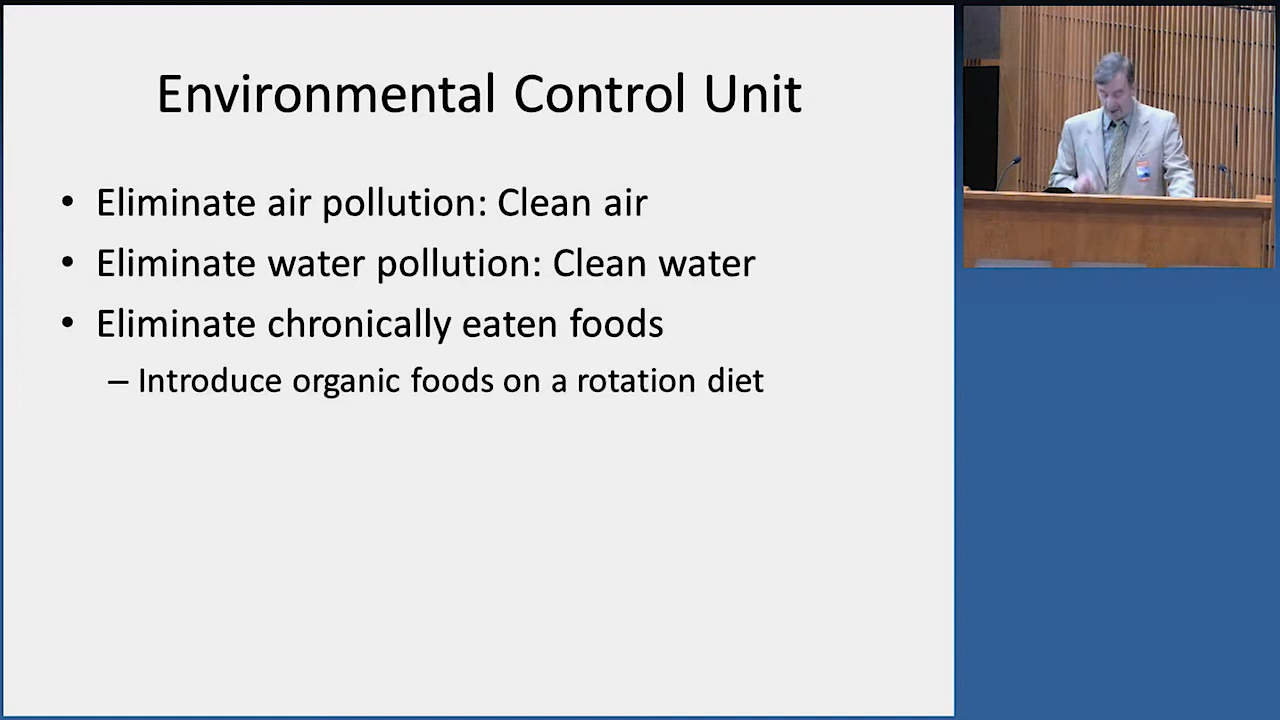 Environmental Control Unit
• Eliminate air pollution: Clean air
• Eliminate water pollution: Clean water
• Eliminate chronically eaten foods
– Introduce organic foods on a rotation diet